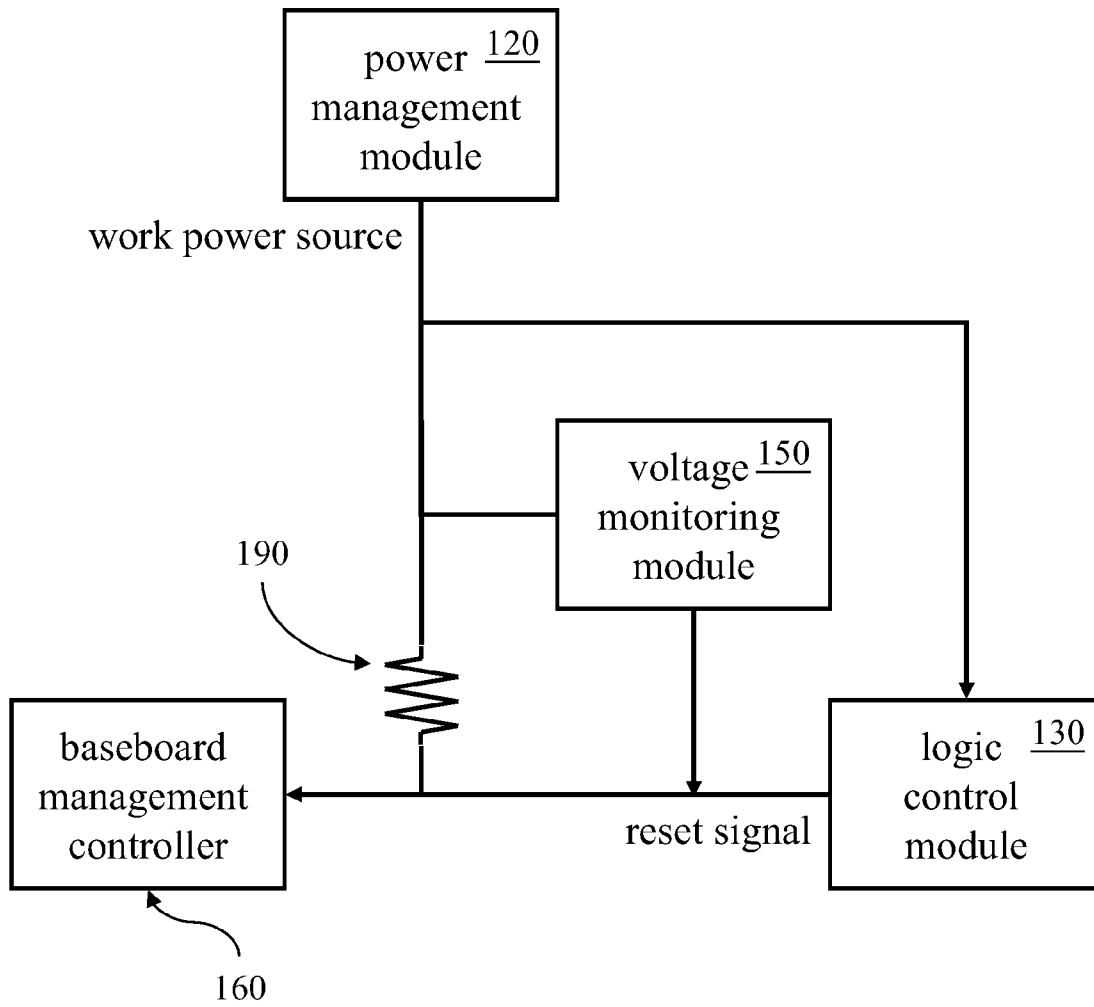 power 120
management
module
work power source
voltage 150
monitoring
module
190
baseboard
management
controller
logic 130
control
module
reset signal
160